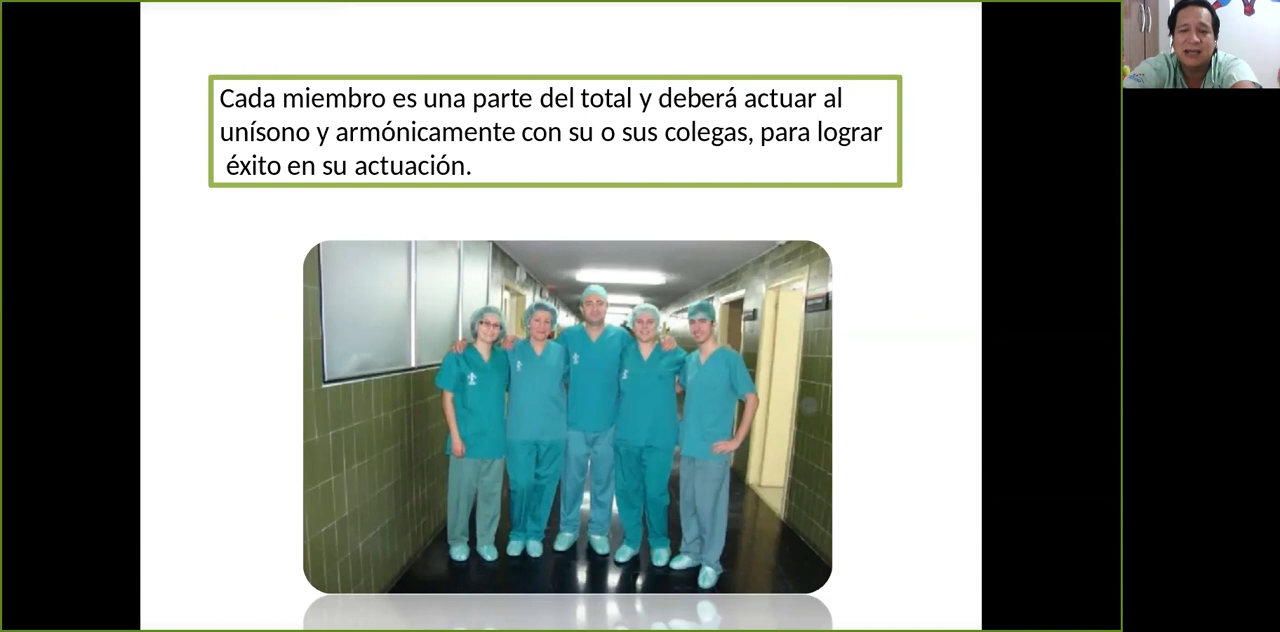 Cada miembro es una parte del total y deberá actuar al
unísono y armónicamente con su o sus colegas, para lograr
éxito en su actuación.